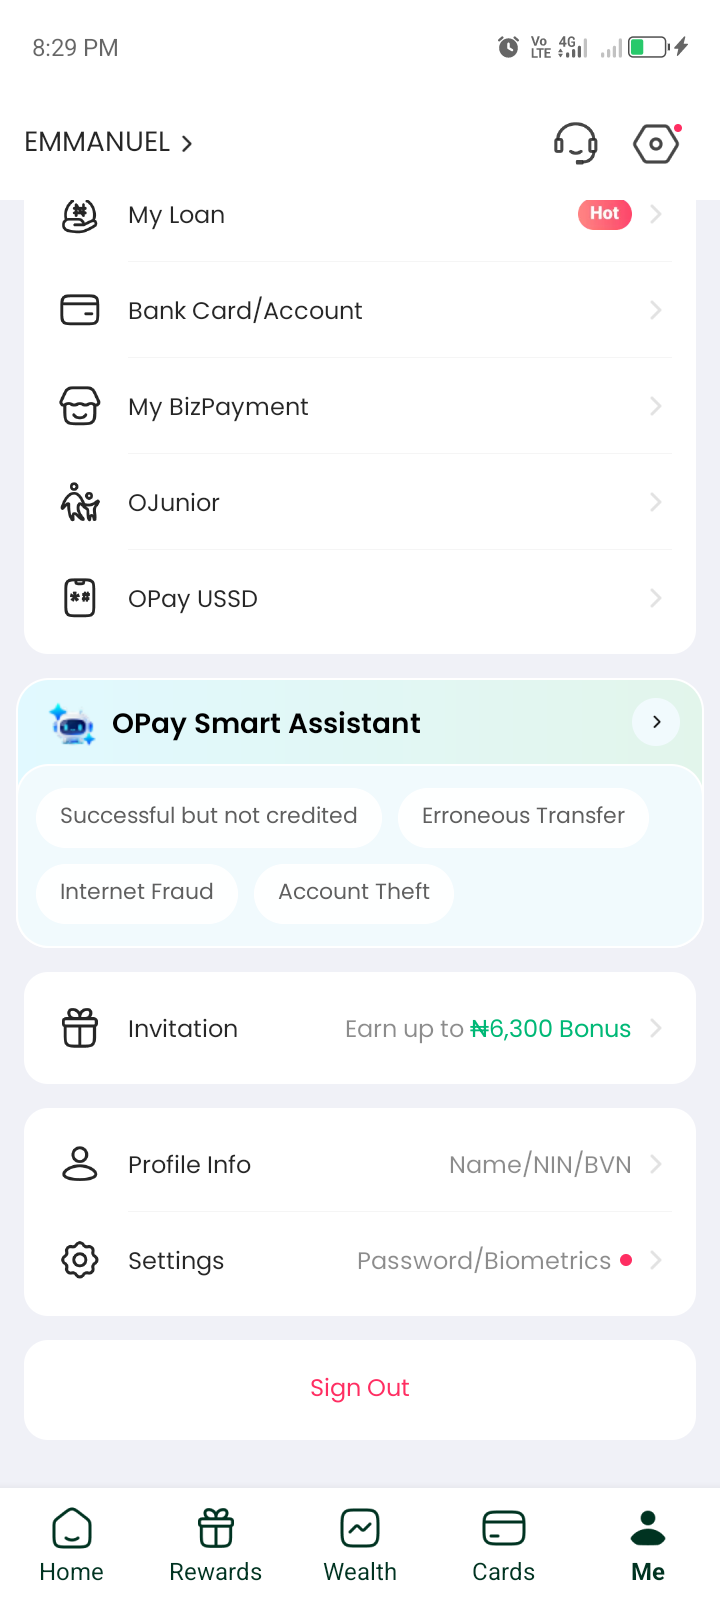 8:29 PM Vo LTE 4G
EMMANUEL
My Loan Hot
Bank Card/Account
My BizPayment
OJunior
OPay USSD
OPay Smart Assistant
Successful but not credited Erroneous Transfer
Internet Fraud Account Theft
Invitation Earn up to ₦6,300 Bonus
Profile Info Name/NIN/BVN
Settings Password/Biometrics
Sign Out
Home Rewards Wealth Cards Me